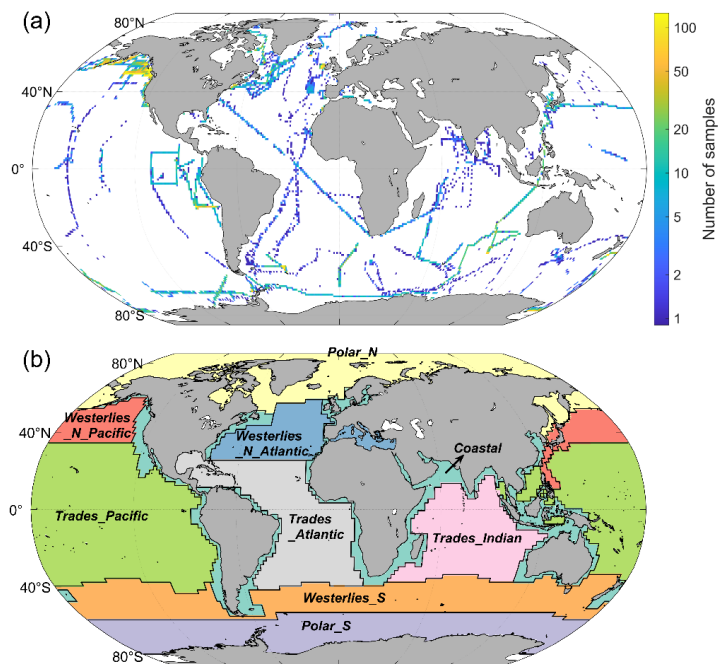 (a)
80°N
40°N
0°
40°S
80°S
100
50
20
10
5
2
1
Number of samples
(b)
Polar_N
80°N
Westerlies
_N_Pacific
40°N
Westerlies
_N_Atlantic
Coastal
0°
Trades_Pacific
Trades
_Atlantic
Trades_Indian
40°S
Westerlies_S
Polar_S
80°S